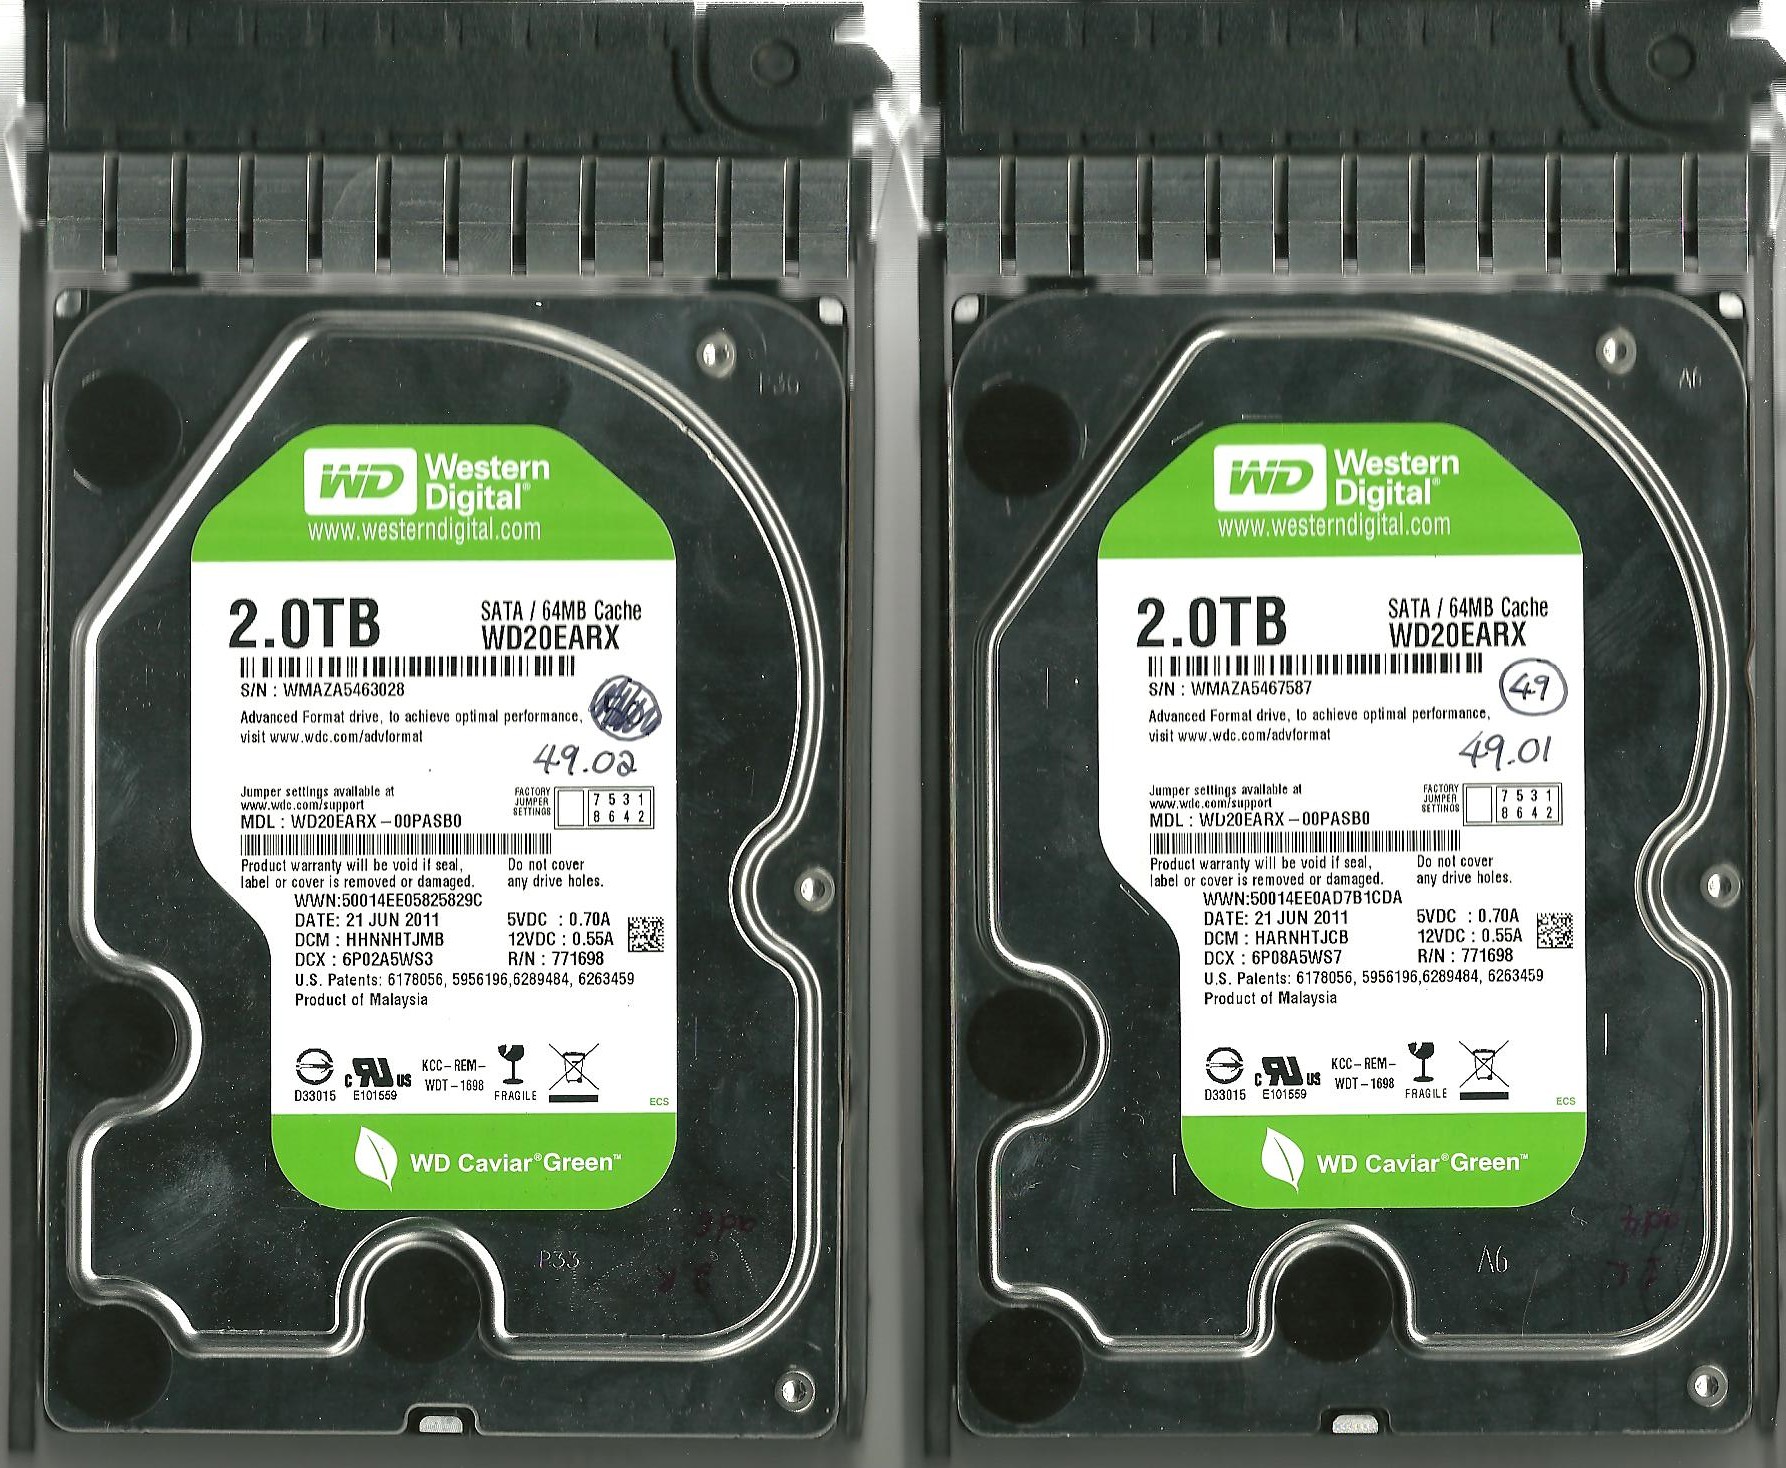 P30
WD Western
Digital®
www.westerndigital.com
2.0TB
SATA / 64MB Cache
WD20EARX
S/N : WMAZA5463028
Advanced Format drive, to achieve optimal performance,
visit www.wdc.com/advformat
49.02
Jumper settings available at
www.wdc.com/support
MDL : WD20EARX-00PASB0
FACTORY
JUMPER
SETTINGS
7 5 3 1
8 6 4 2
Product warranty will be void if seal,
label or cover is removed or damaged.
Do not cover
any drive holes.
WWN:50014EE05825829C
DATE: 21 JUN 2011
DCM : HHNNHTJMB
DCX : 6P02A5WS3
5VDC : 0.70A
12VDC : 0.55A
R/N : 771698
U.S. Patents: 6178056, 5956196,6289484, 6263459
Product of Malaysia
D33015
c RU US
E101559
KCC-REM-
WDT-1698
FRAGILE
ECS
WD Caviar® Green™
P33
A6
WD Western
Digital®
www.westerndigital.com
2.0TB
SATA / 64MB Cache
WD20EARX
S/N : WMAZA5467587
49
Advanced Format drive, to achieve optimal performance,
visit www.wdc.com/advformat
49.01
Jumper settings available at
www.wdc.com/support
MDL : WD20EARX-00PASB0
FACTORY
JUMPER
SETTINGS
7 5 3 1
8 6 4 2
Product warranty will be void if seal,
label or cover is removed or damaged.
Do not cover
any drive holes.
WWN:50014EE0AD7B1CDA
DATE: 21 JUN 2011
DCM : HARNHTJCB
DCX : 6P08A5WS7
5VDC : 0.70A
12VDC : 0.55A
R/N : 771698
U.S. Patents: 6178056, 5956196,6289484, 6263459
Product of Malaysia
D33015
c RU US
E101559
KCC-REM-
WDT-1698
FRAGILE
ECS
WD Caviar® Green™
A6